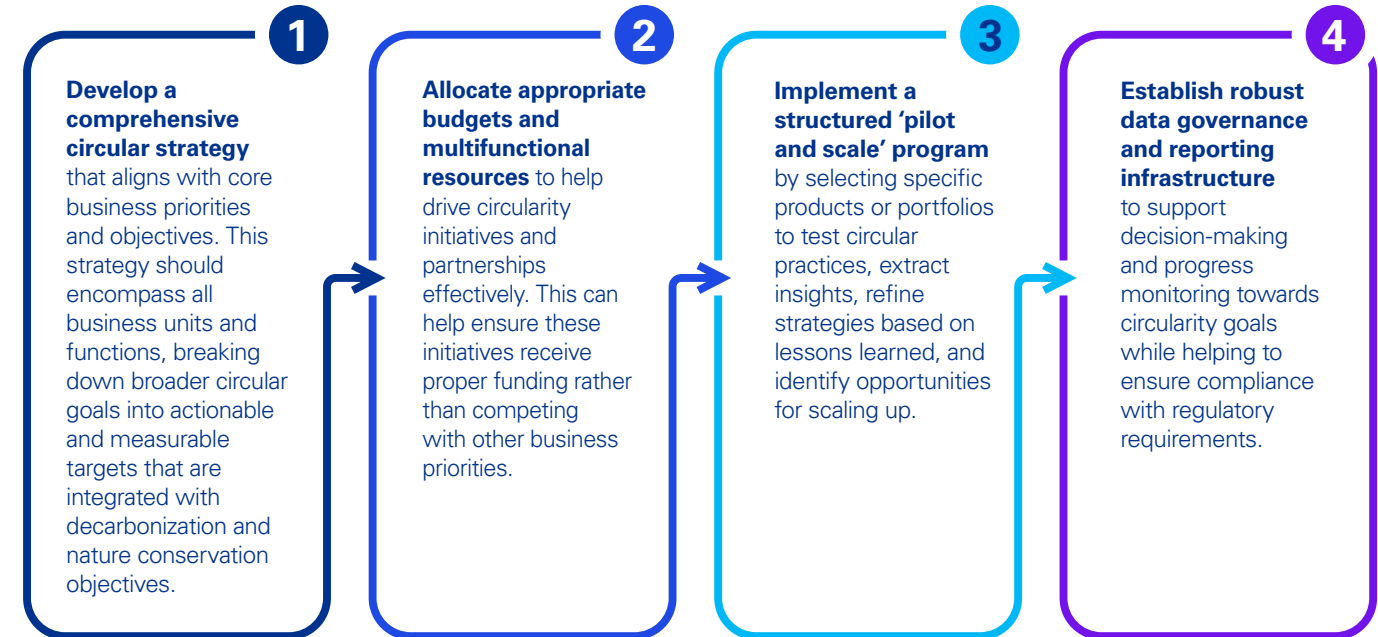 1
Develop a
comprehensive
circular strategy
that aligns with core
business priorities
and objectives. This
strategy should
encompass all
business units and
functions, breaking
down broader circular
goals into actionable
and measurable
targets that are
integrated with
decarbonization and
nature conservation
objectives.
2
Allocate appropriate
budgets and
multifunctional
resources to help
drive circularity
initiatives and
partnerships
effectively. This can
help ensure these
initiatives receive
proper funding rather
than competing
with other business
priorities.
3
Implement a
structured ‘pilot
and scale’ program
by selecting specific
products or portfolios
to test circular
practices, extract
insights, refine
strategies based on
lessons learned, and
identify opportunities
for scaling up.
4
Establish robust
data governance
and reporting
infrastructure
to support
decision-making
and progress
monitoring towards
circularity goals
while helping to
ensure compliance
with regulatory
requirements.